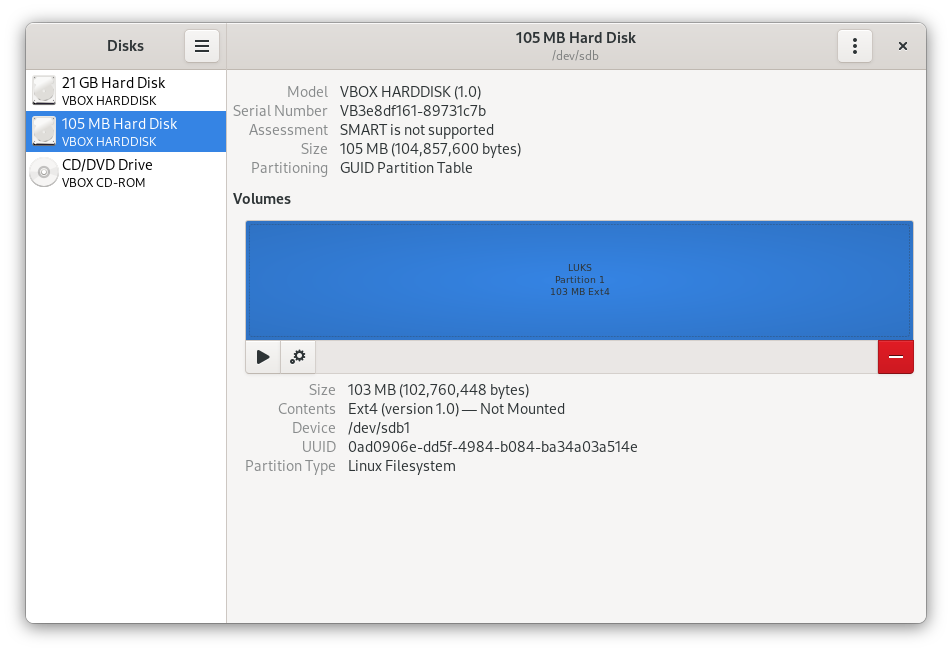 Disks
105 MB Hard Disk
/dev/sdb
21 GB Hard Disk
VBOX HARDDISK
105 MB Hard Disk
VBOX HARDDISK
CD/DVD Drive
VBOX CD-ROM
Model VBOX HARDDISK (1.0)
Serial Number VB3e8df161-89731c7b
Assessment SMART is not supported
Size 105 MB (104,857,600 bytes)
Partitioning GUID Partition Table
Volumes
LUKS
Partition 1
103 MB Ext4
Size 103 MB (102,760,448 bytes)
Contents Ext4 (version 1.0) — Not Mounted
Device /dev/sdb1
UUID 0ad0906e-dd5f-4984-b084-ba34a03a514e
Partition Type Linux Filesystem